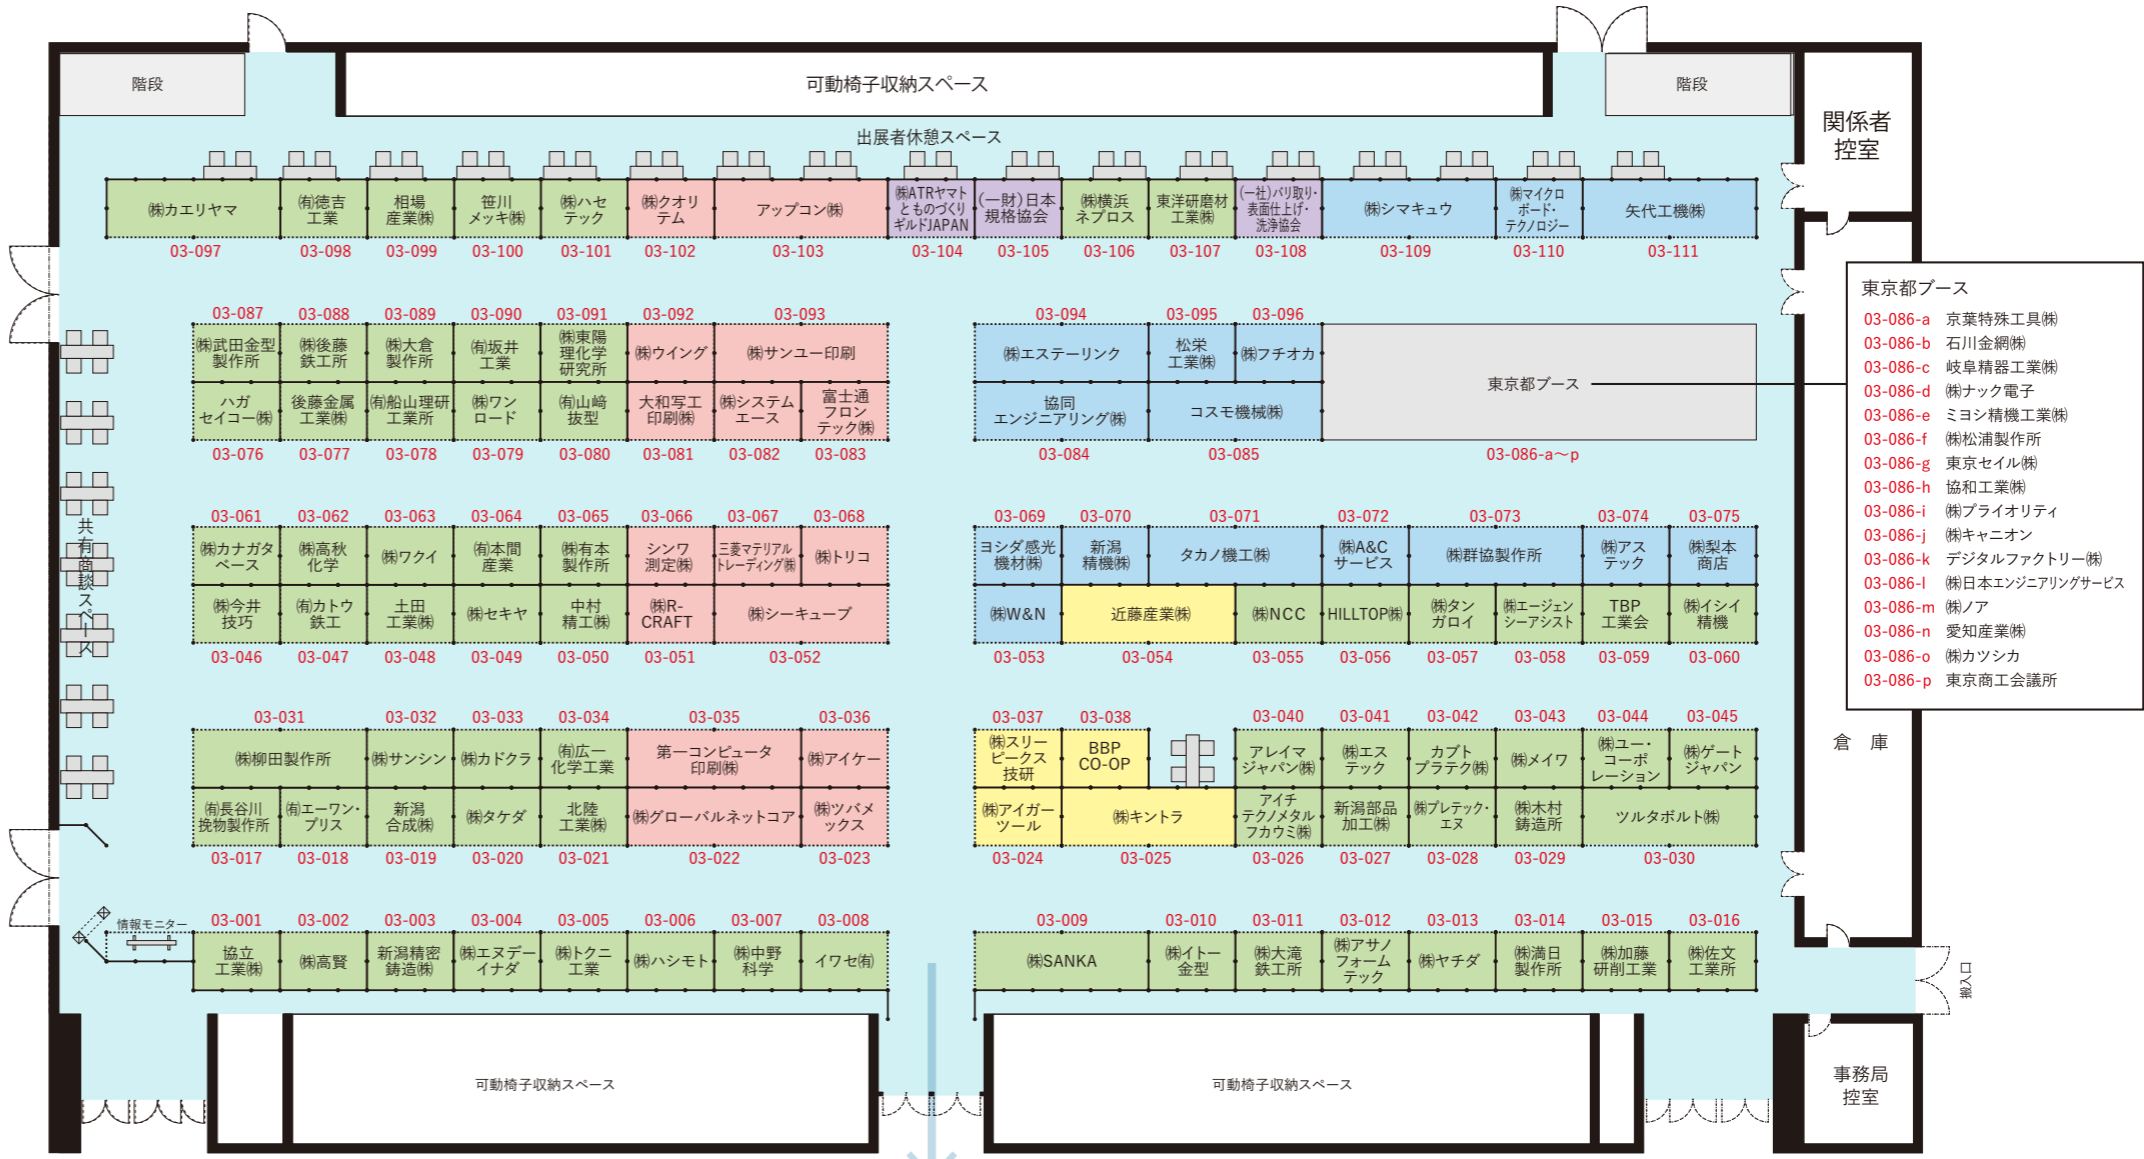 階段
可動椅子収納スペース
階段
関係者
控室
出展者休憩スペース
㈱カエリヤマ
㈲徳吉
工業
相場
産業㈱
笹川
メッキ㈱
㈱ハセ
テック
㈱クオリ
テム
アップコン㈱
㈱ATRヤマト
とものづくり
ギルドJAPAN
(一財)日本
規格協会
㈱横浜
ネプロス
東洋研磨材
工業㈱
(一社)バリ取り・
表面仕上げ・
洗浄協会
㈱シマキュウ
㈱マイクロ
ボード・
テクノロジー
矢代工機㈱
03-097
03-098
03-099
03-100
03-101
03-102
03-103
03-104
03-105
03-106
03-107
03-108
03-109
03-110
03-111
03-087
03-088
03-089
03-090
03-091
03-092
03-093
03-094
03-095
03-096
㈱武田金型
製作所
㈱後藤
鉄工所
㈱大倉
製作所
㈲坂井
工業
㈱東陽
理化学
研究所
㈱ウイング
㈱サンユー印刷
㈱エステーリンク
松栄
工業㈱
㈱フチオカ
東京都ブース
ハガ
セイコー㈱
後藤金属
工業㈱
㈲船山理研
工業所
㈱ワン
ロード
㈲山﨑
抜型
大和写工
印刷㈱
㈱システム
エース
富士通
フロン
テック㈱
協同
エンジニアリング㈱
コスモ機械㈱
03-076
03-077
03-078
03-079
03-080
03-081
03-082
03-083
03-084
03-085
03-086-a〜p
東京都ブース
03-086-a 京葉特殊工具㈱
03-086-b 石川金網㈱
03-086-c 岐阜精器工業㈱
03-086-d ㈱ナック電子
03-086-e ミヨシ精機工業㈱
03-086-f ㈱松浦製作所
03-086-g 東京セイル㈱
03-086-h 協和工業㈱
03-086-i ㈱プライオリティ
03-086-j ㈱キャニオン
03-086-k デジタルファクトリー㈱
03-086-l ㈱日本エンジニアリングサービス
03-086-m ㈱ノア
03-086-n 愛知産業㈱
03-086-o ㈱カツシカ
03-086-p 東京商工会議所
共有商談スペース
03-061
03-062
03-063
03-064
03-065
03-066
03-067
03-068
03-069
03-070
03-071
03-072
03-073
03-074
03-075
㈱カナガタ
ベース
㈱高秋
化学
㈱ワクイ
㈲本間
産業
㈱有本
製作所
シンワ
測定㈱
三菱マテリアル
トレーディング㈱
㈱トリコ
ヨシダ感光
機材㈱
新潟
精機㈱
タカノ機工㈱
㈱A&C
サービス
㈱群協製作所
㈱アス
テック
㈱梨本
商店
㈱今井
技巧
㈲カトウ
鉄工
土田
工業㈱
㈱セキヤ
中村
精工㈱
㈱R-
CRAFT
㈱シーキューブ
㈱W&N
近藤産業㈱
㈱NCC
HILLTOP㈱
㈱タン
ガロイ
㈱エージェン
シーアシスト
TBP
工業会
㈱イシイ
精機
03-046
03-047
03-048
03-049
03-050
03-051
03-052
03-053
03-054
03-055
03-056
03-057
03-058
03-059
03-060
03-031
03-032
03-033
03-034
03-035
03-036
03-037
03-038
03-040
03-041
03-042
03-043
03-044
03-045
㈱柳田製作所
㈱サンシン
㈱カドクラ
㈲広一
化学工業
第一コンピュータ
印刷㈱
㈱アイケー
㈱スリー
ピークス
技研
BBP
CO-OP
アレイマ
ジャパン㈱
㈱エス
テック
カブト
プラテク㈱
㈱メイワ
㈱ユー・
コーポ
レーション
㈱ゲート
ジャパン
倉 庫
㈲長谷川
挽物製作所
㈲エーワン・
プリス
新潟
合成㈱
㈱タケダ
北陸
工業㈱
㈱グローバルネットコア
㈱ツバメ
ックス
㈱アイガー
ツール
㈱キントラ
アイチ
テクノメタル
フカウミ㈱
新潟部品
加工㈱
㈱プレテック・
エヌ
㈱木村
鋳造所
ツルタボルト㈱
03-017
03-018
03-019
03-020
03-021
03-022
03-023
03-024
03-025
03-026
03-027
03-028
03-029
03-030
情報モニター
03-001
03-002
03-003
03-004
03-005
03-006
03-007
03-008
03-009
03-010
03-011
03-012
03-013
03-014
03-015
03-016
協立
工業㈱
㈱高賢
新潟精密
鋳造㈱
㈱エヌデー
イナダ
㈱トクニ
工業
㈱ハシモト
㈱中野
科学
イワセ㈲
㈱SANKA
㈱イトー
金型
㈱大滝
鉄工所
㈱アサノ
フォーム
テック
㈱ヤチダ
㈱満日
製作所
㈱加藤
研削工業
㈱佐文
工業所
搬入口
可動椅子収納スペース
可動椅子収納スペース
事務局
控室